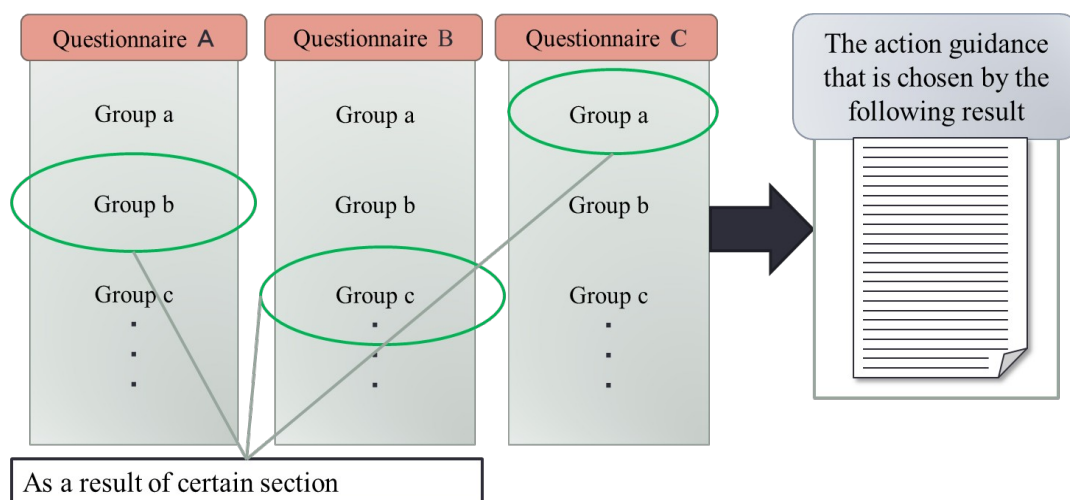 Questionnaire A
Group a
Group b
Group c
Questionnaire B
Group a
Group b
Group c
Questionnaire C
Group a
Group b
Group c
The action guidance
that is chosen by the
following result
As a result of certain section